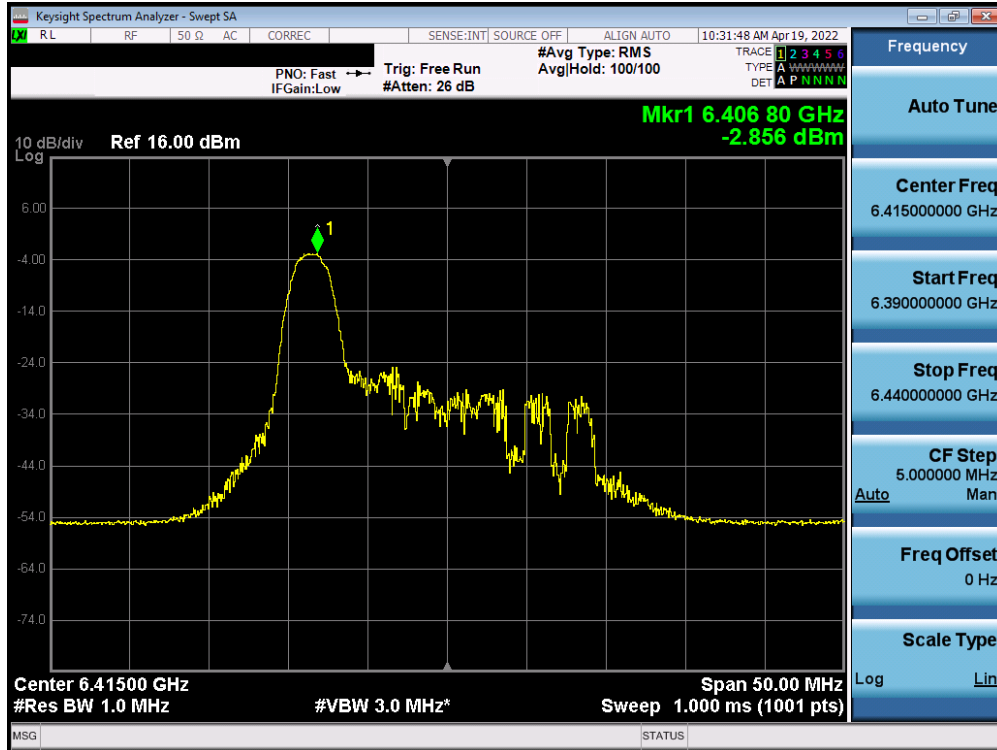 Keysight Spectrum Analyzer - Swept SA
LXI RL RF 50 Ω AC CORREC SENSE:INT SOURCE OFF ALIGN AUTO 10:31:48 AM Apr 19, 2022
PNO: Fast
IFGain:Low
Trig: Free Run
#Atten: 26 dB
#Avg Type: RMS
Avg|Hold: 100/100
TRACE 1 2 3 4 5 6
TYPE A WWWWW
DET A P N N N N
Mkr1 6.406 80 GHz
-2.856 dBm
10 dB/div Ref 16.00 dBm
Log
1
6.00
-4.00
-14.0
-24.0
-34.0
-44.0
-54.0
-64.0
-74.0
Center 6.41500 GHz Span 50.00 MHz
#Res BW 1.0 MHz #VBW 3.0 MHz* Sweep 1.000 ms (1001 pts)
MSG STATUS
Frequency
Auto Tune
Center Freq
6.415000000 GHz
Start Freq
6.390000000 GHz
Stop Freq
6.440000000 GHz
CF Step
5.000000 MHz
Auto Man
Freq Offset
0 Hz
Scale Type
Log Lin